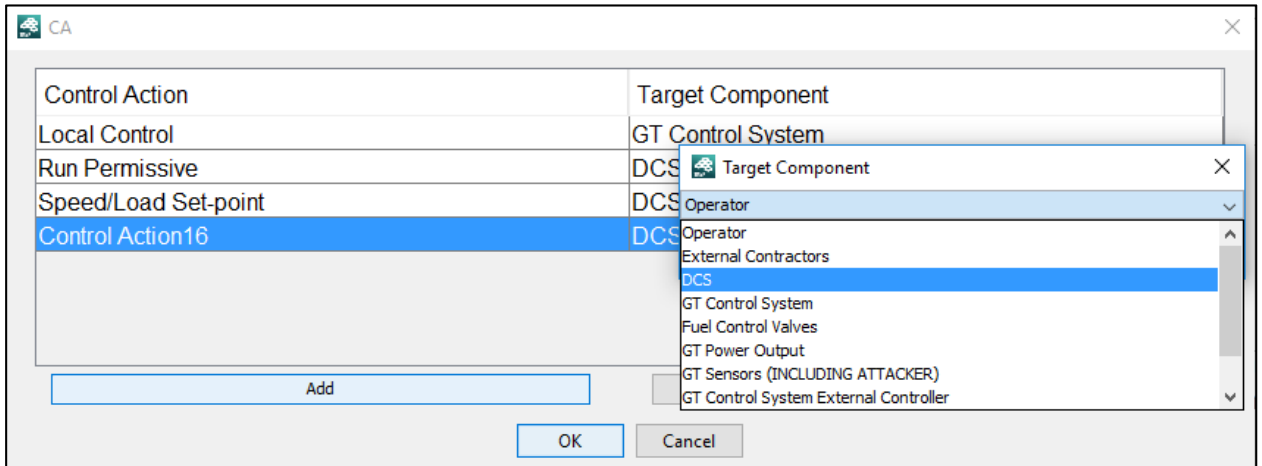 CA
Control Action Target Component
Local Control GT Control System
Run Permissive DCS
Speed/Load Set-point DCS
Control Action16 DCS
Target Component
Operator
Operator
External Contractors
DCS
GT Control System
Fuel Control Valves
GT Power Output
GT Sensors (INCLUDING ATTACKER)
GT Control System External Controller
Add
OK Cancel